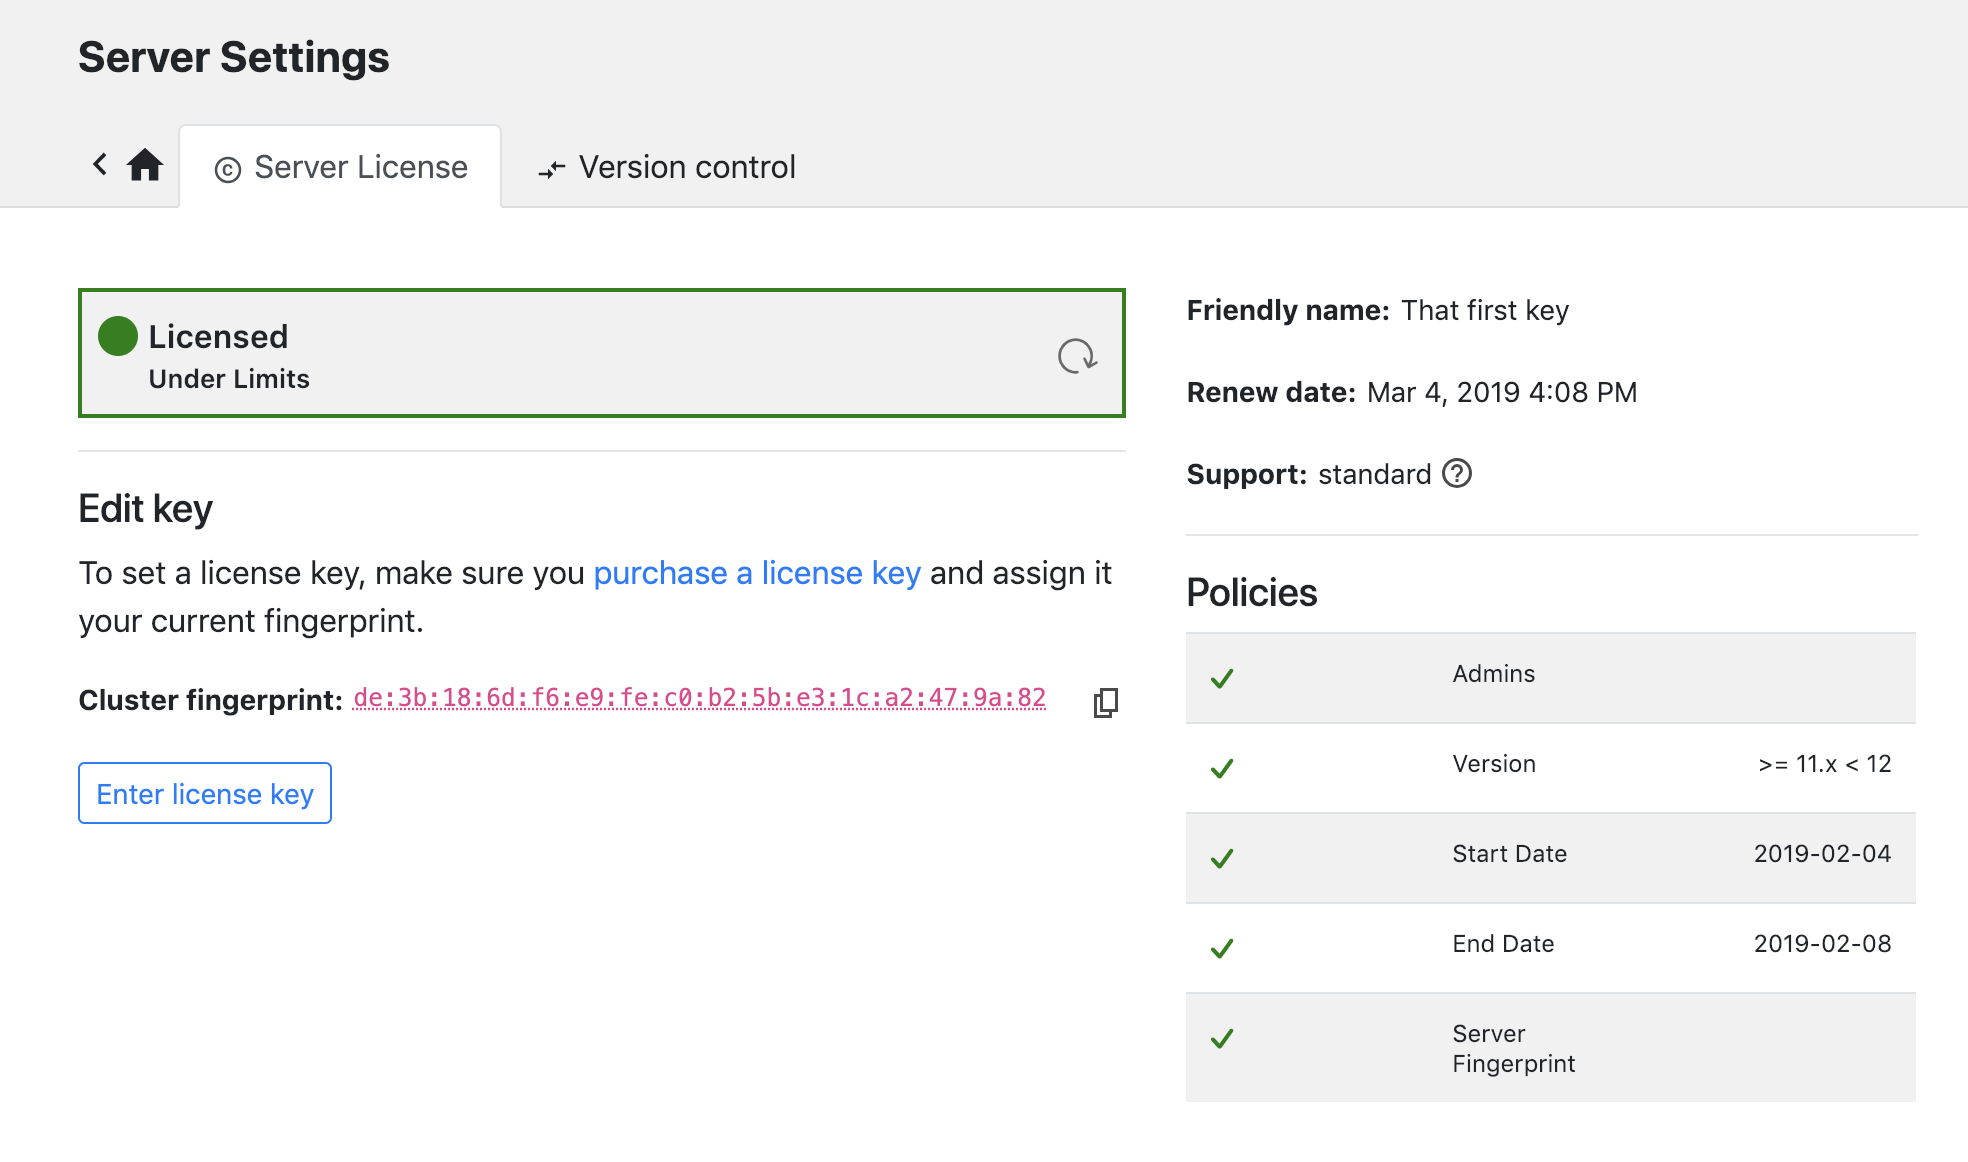 Server Settings
Server License
Version control
Licensed
Under Limits
Edit key
To set a license key, make sure you purchase a license key and assign it
your current fingerprint.
Cluster fingerprint: de:3b:18:6d:f6:e9:fe:c0:b2:5b:e3:1c:a2:47:9a:82
Enter license key
Friendly name: That first key
Renew date: Mar 4, 2019 4:08 PM
Support: standard
Policies
Admins
Version >= 11.x < 12
Start Date 2019-02-04
End Date 2019-02-08
Server
Fingerprint